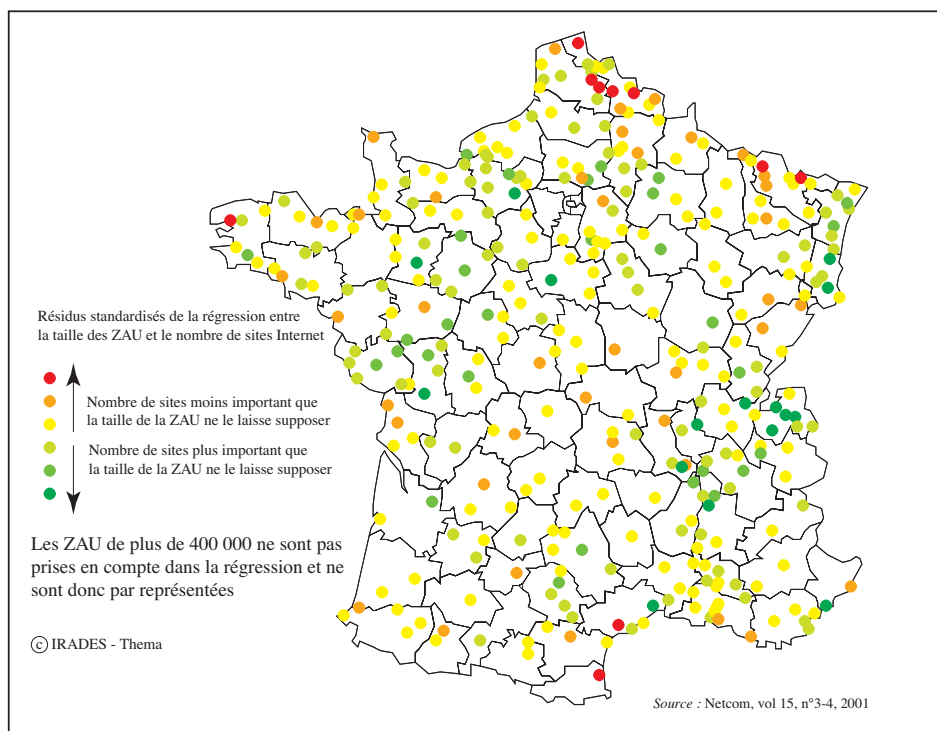 Résidus standardisés de la régression entre
la taille des ZAU et le nombre de sites Internet
Nombre de sites moins important que
la taille de la ZAU ne le laisse supposer
Nombre de sites plus important que
la taille de la ZAU ne le laisse supposer
Les ZAU de plus de 400 000 ne sont pas
prises en compte dans la régression et ne
sont donc par représentées
© IRADES - Thema
Source : Netcom, vol 15, n°3-4, 2001